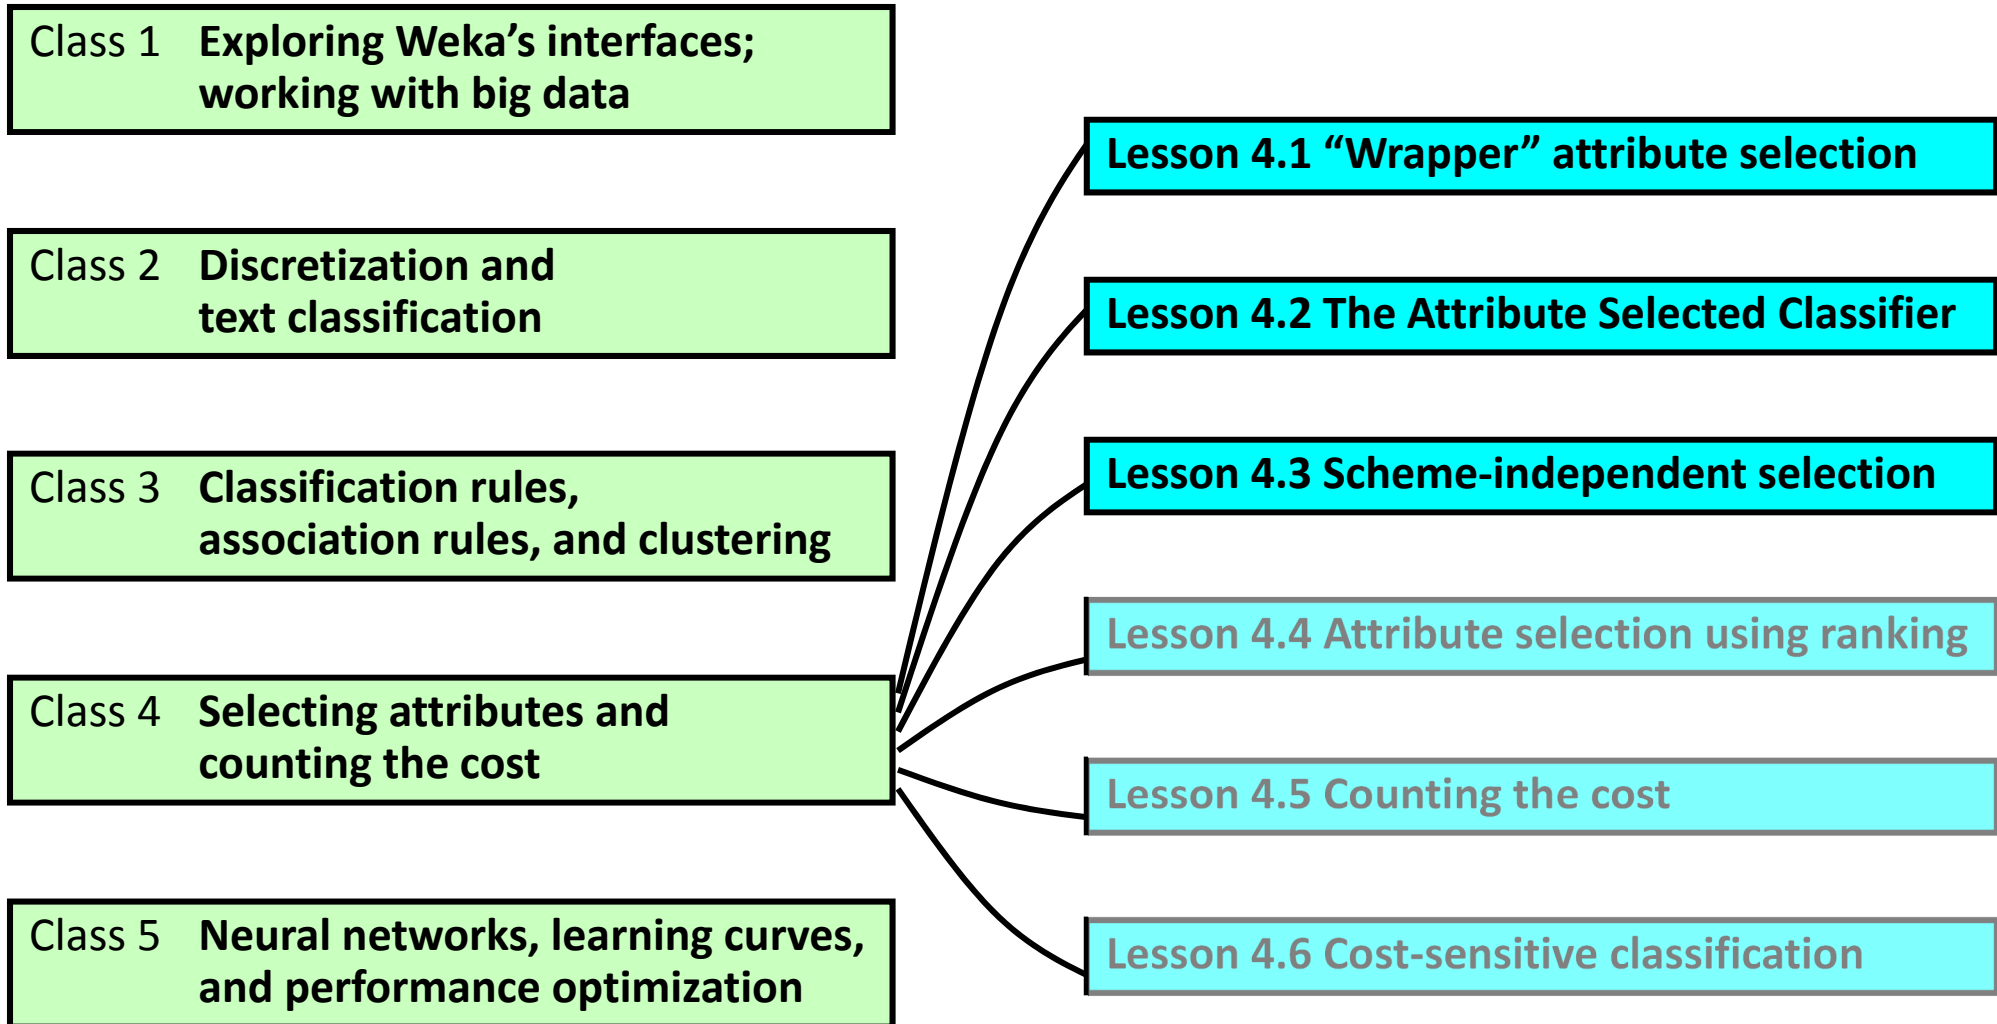 Class 1 Exploring Weka’s interfaces;
working with big data
Class 2 Discretization and
text classification
Class 3 Classification rules,
association rules, and clustering
Class 4 Selecting attributes and
counting the cost
Class 5 Neural networks, learning curves,
and performance optimization
Lesson 4.1 “Wrapper” attribute selection
Lesson 4.2 The Attribute Selected Classifier
Lesson 4.3 Scheme-independent selection
Lesson 4.4 Attribute selection using ranking
Lesson 4.5 Counting the cost
Lesson 4.6 Cost-sensitive classification